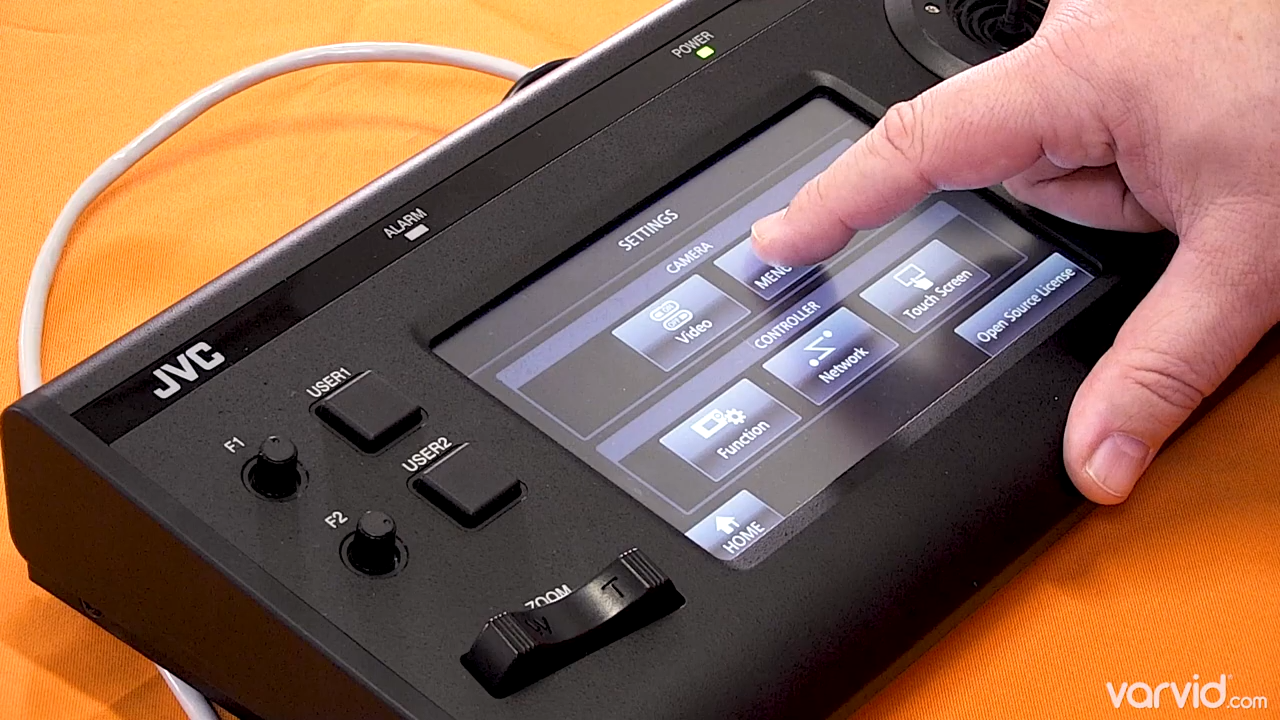 POWER
ALARM
JVC
USER1
F1
USER2
F2
ZOOM
W
T
SETTINGS
CAMERA
Video
MENU
CONTROLLER
Function
Network
Touch Screen
HOME
Open Source License
varvid.com